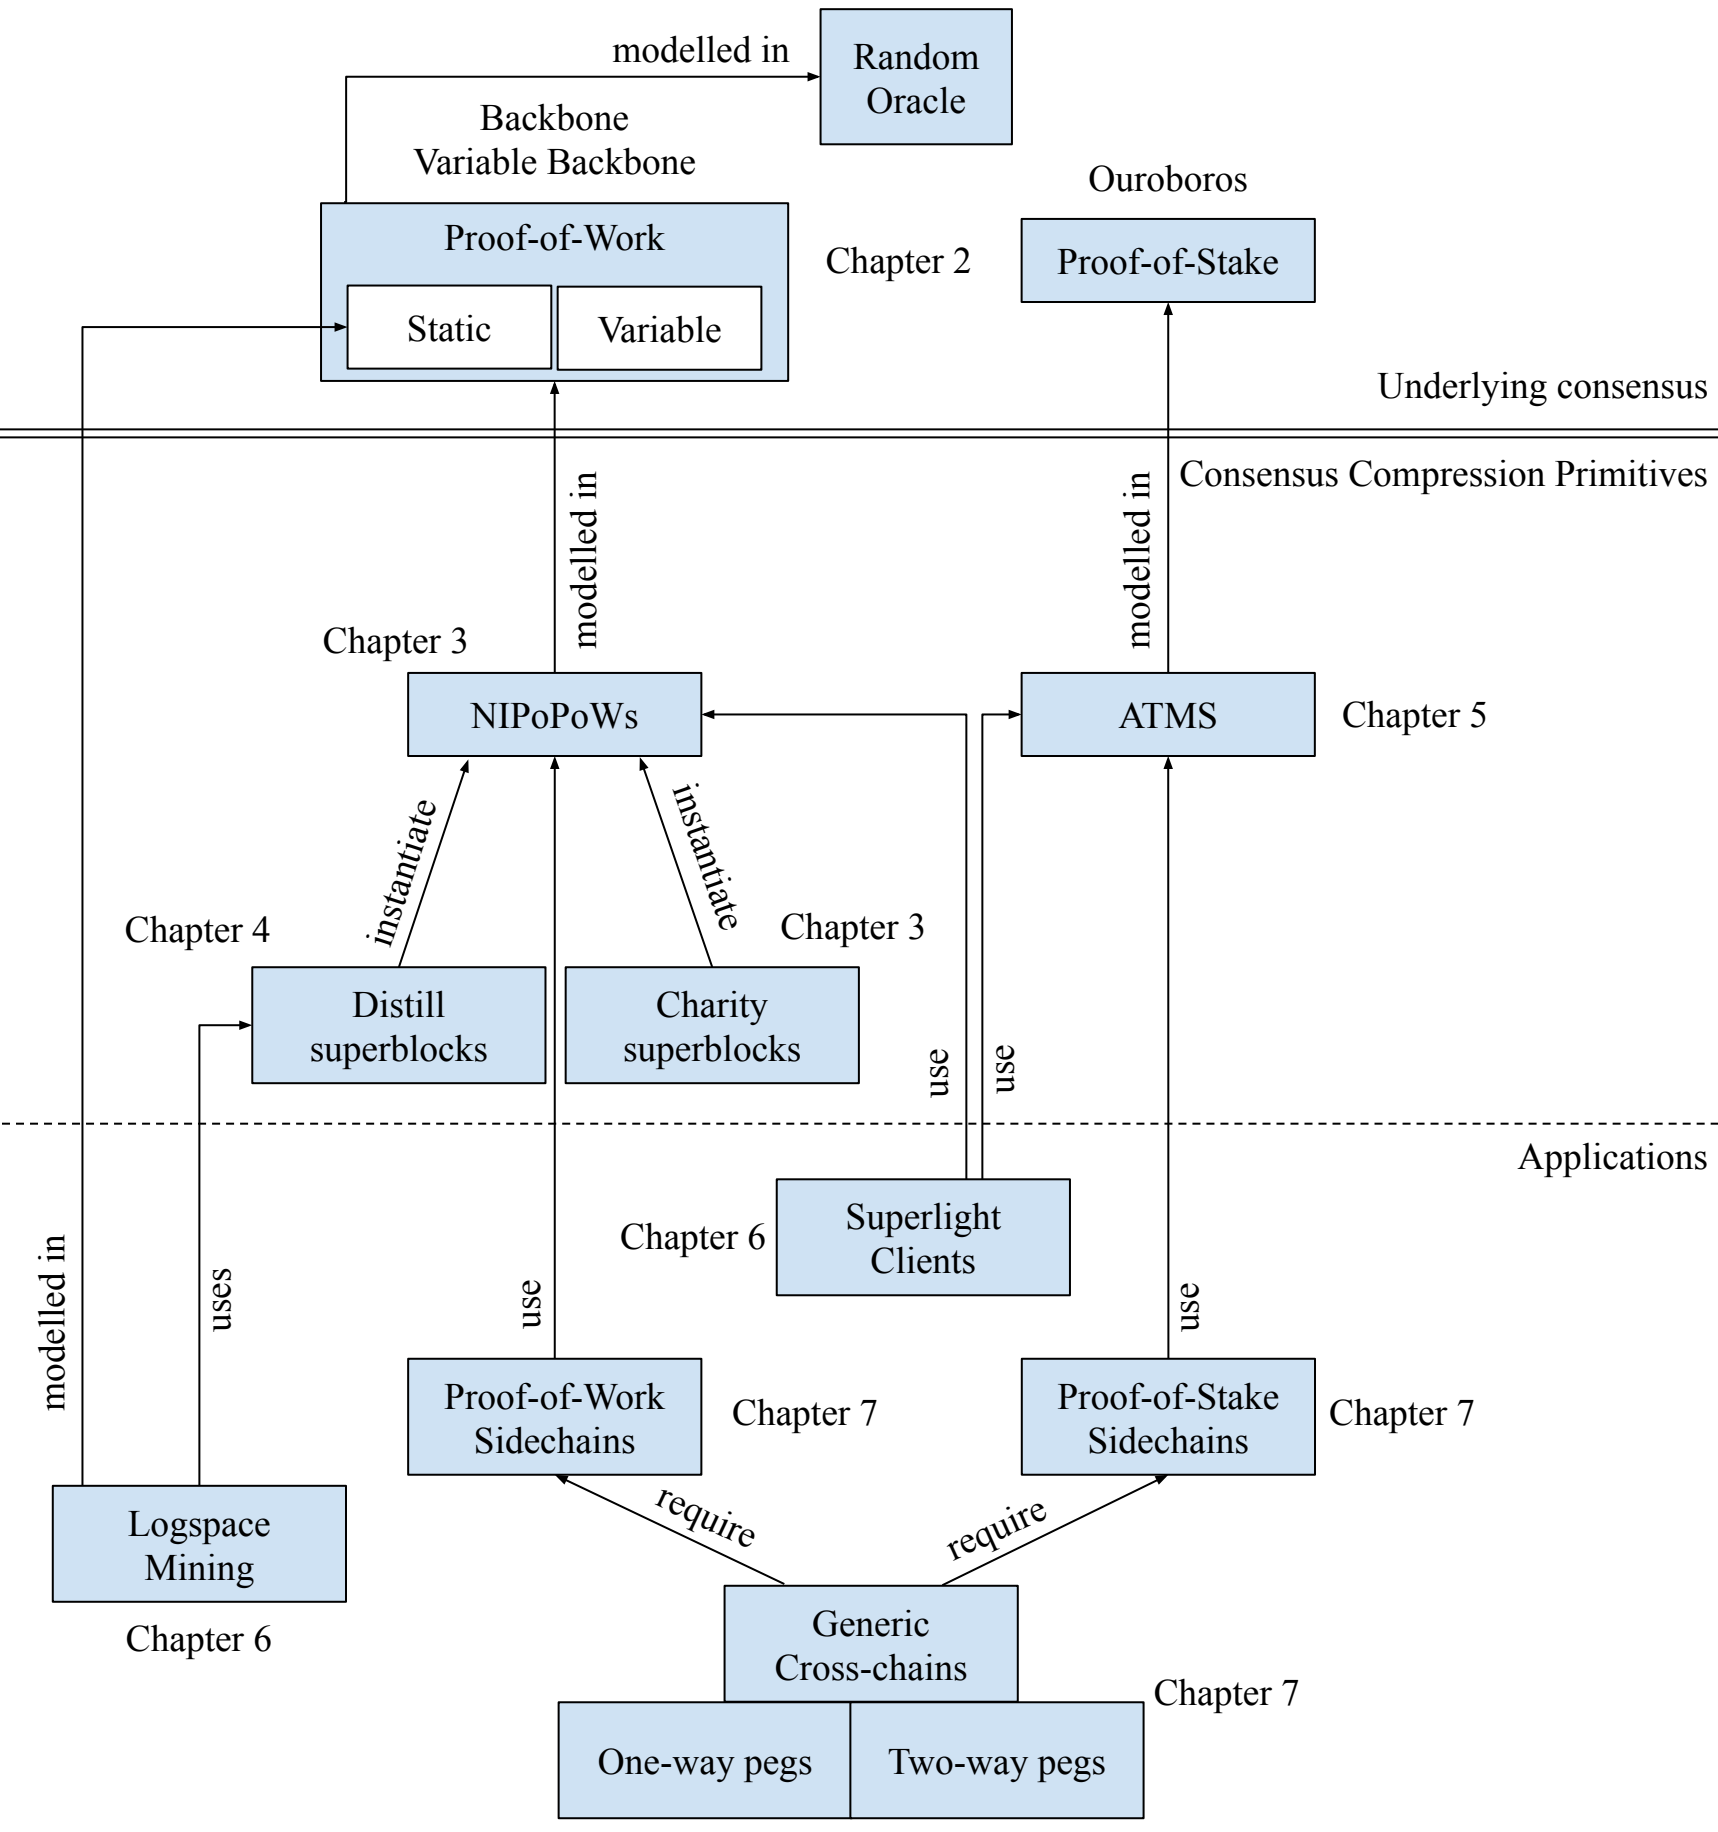 modelled in
Random
Oracle
Backbone
Variable Backbone
Ouroboros
Proof-of-Work
Chapter 2
Proof-of-Stake
Static
Variable
Underlying consensus
Consensus Compression Primitives
modelled in
modelled in
Chapter 3
NIPoPoWs
ATMS
Chapter 5
instantiate
instantiate
Chapter 4
Chapter 3
Distill
superblocks
Charity
superblocks
use
use
Applications
Superlight
Clients
Chapter 6
modelled in
uses
use
use
Proof-of-Work
Sidechains
Chapter 7
Proof-of-Stake
Sidechains
Chapter 7
require
require
Logspace
Mining
Chapter 6
Generic
Cross-chains
Chapter 7
One-way pegs
Two-way pegs